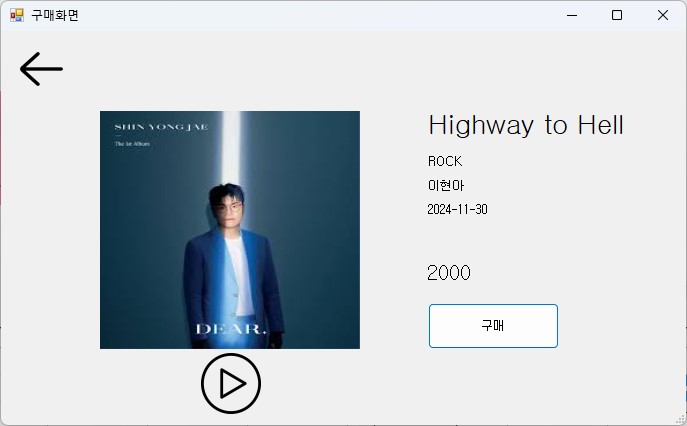 구매화면
SHIN YONG JAE
The 1st Album
DEAR.
Highway to Hell
ROCK
이현아
2024-11-30
2000
구매